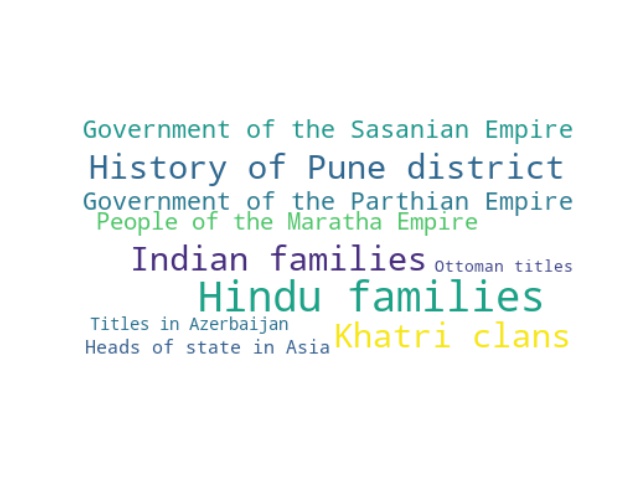 Government of the Sasanian Empire
History of Pune district
Government of the Parthian Empire
People of the Maratha Empire
Indian families
Ottoman titles
Hindu families
Titles in Azerbaijan
Khatri clans
Heads of state in Asia